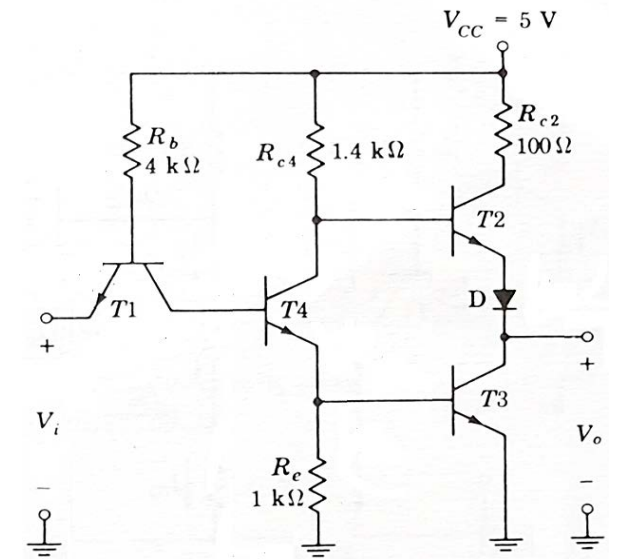 V_CC = 5 V
R_b
4 kΩ
R_c4
1.4 kΩ
R_c2
100 Ω
T2
T1
T4
D
T3
+
+
V_i
V_o
R_e
1 kΩ
−
−